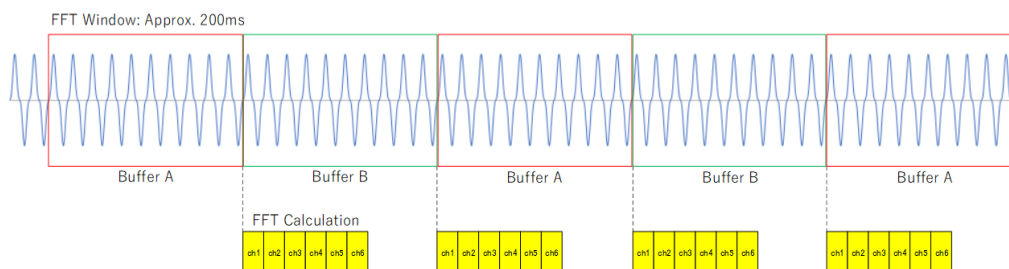 FFT Window: Approx. 200ms
Buffer A Buffer B Buffer A Buffer B Buffer A
FFT Calculation
ch1 ch2 ch3 ch4 ch5 ch6 ch1 ch2 ch3 ch4 ch5 ch6 ch1 ch2 ch3 ch4 ch5 ch6 ch1 ch2 ch3 ch4 ch5 ch6